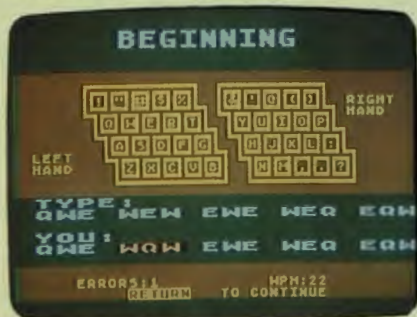 BEGINNING
! " # $ % & ' @ ( )
RIGHT HAND
Y U I O P
A S D F G
LEFT HAND
TYPE:
QWE WEW EWE WEQ EQW
YOU:
QWE WQW EWE WEQ EQW
ERRORS:1 WPM:22
RETURN TO CONTINUE